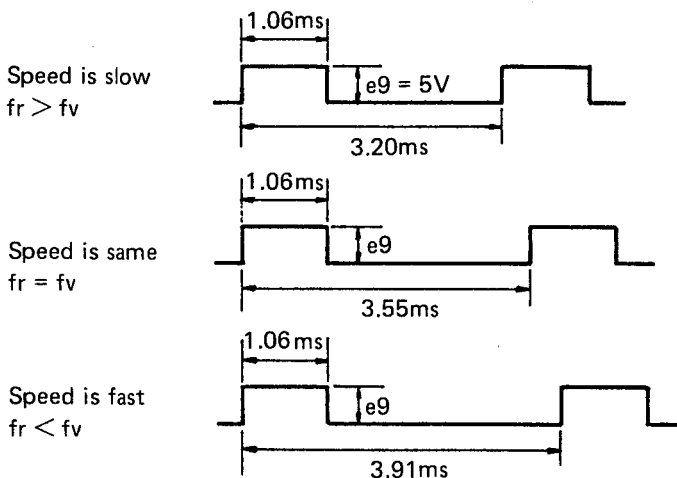 1.06ms
Speed is slow
fr > fv
e9 = 5V
3.20ms
1.06ms
Speed is same
fr = fv
e9
3.55ms
1.06ms
Speed is fast
fr < fv
e9
3.91ms